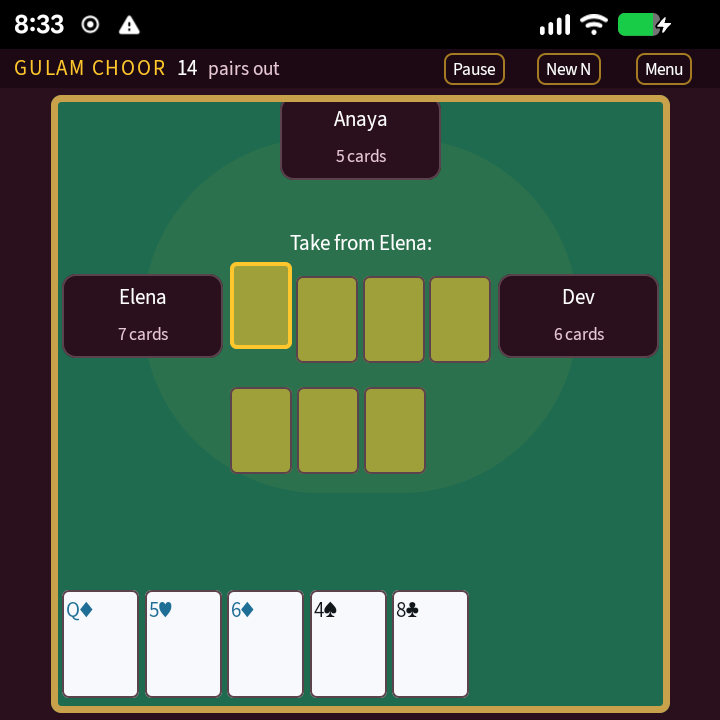 8:33
GULAM CHOOR 14 pairs out Pause New N Menu
Anaya
5 cards
Take from Elena:
Elena
7 cards
Dev
6 cards
Q♦ 5♥ 6♦ 4♠ 8♣